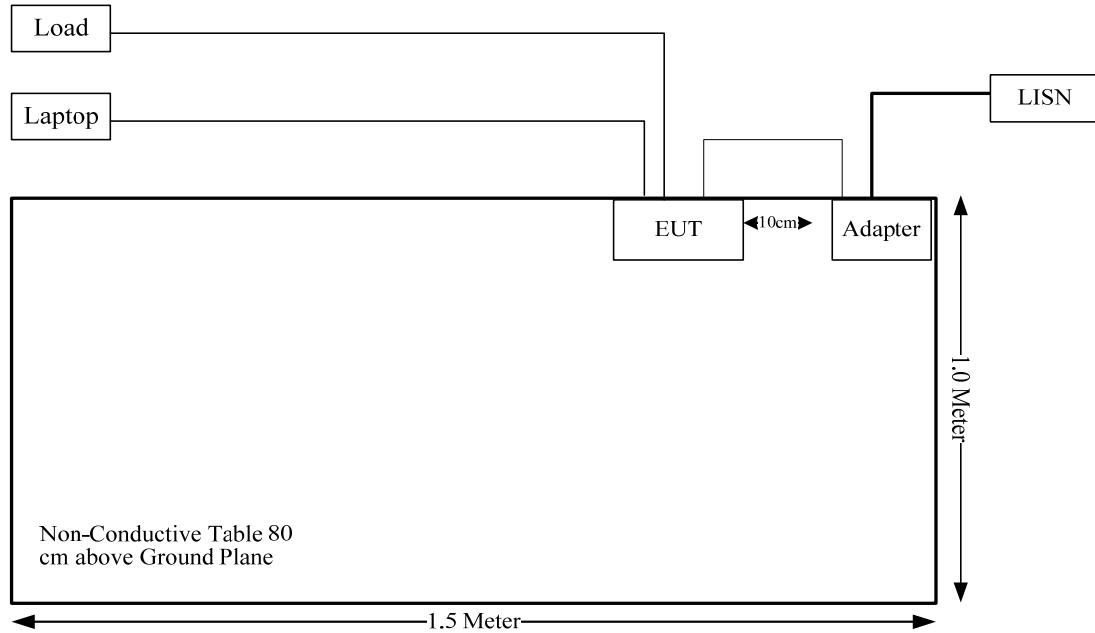 Load
Laptop
LISN
EUT
10cm
Adapter
1.0 Meter
Non-Conductive Table 80
cm above Ground Plane
1.5 Meter